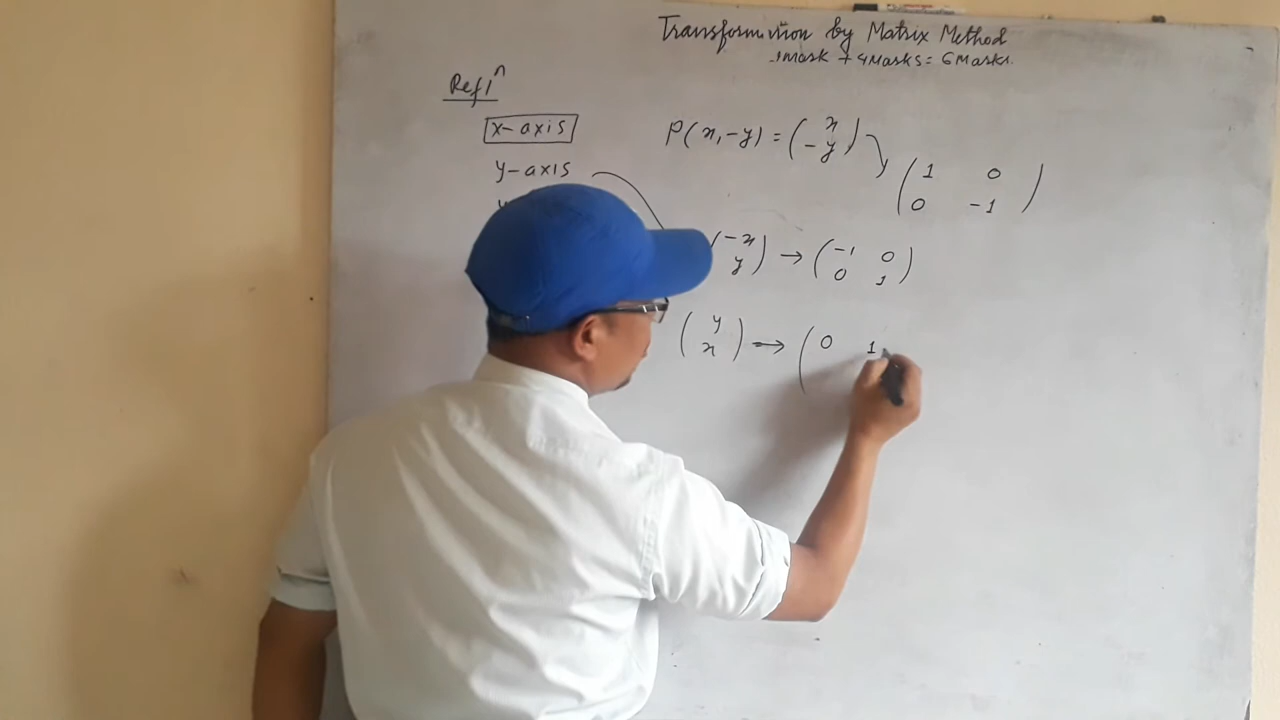 Transformation by Matrix Method
1mark + 4Marks = 6Marks.
Reflⁿ
x-axis
P(x,-y) = (x -y)
(1 0
0 -1)
y-axis
(-x y) → (-1 0
0 1)
(y x) → (0 1